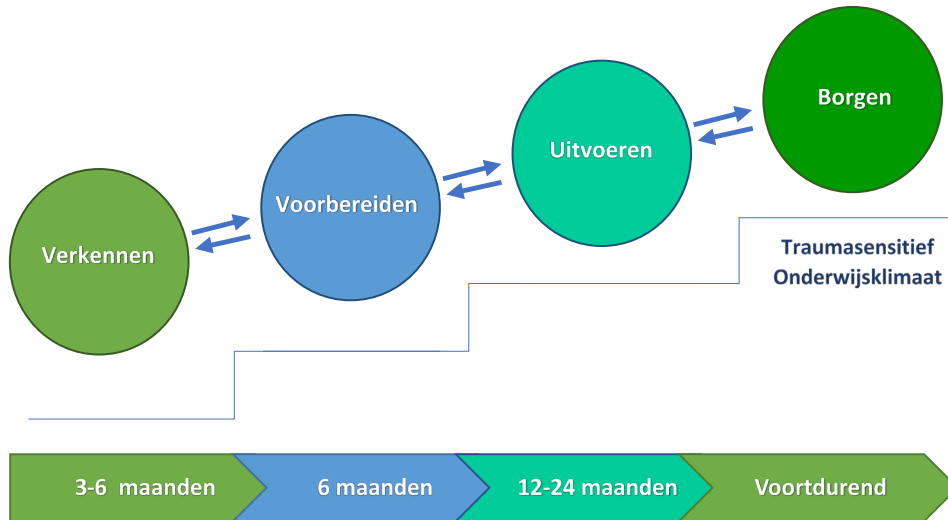 Verkennen
Voorbereiden
Uitvoeren
Borgen
Traumasensitief
Onderwijsklimaat
3-6 maanden
6 maanden
12-24 maanden
Voortdurend